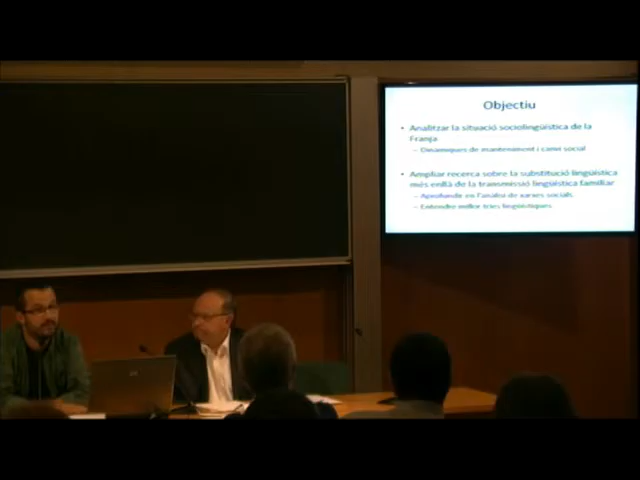 Objectiu
• Analitzar la situació sociolingüística de la
Franja
– Dinàmiques de manteniment i canvi social
• Ampliar recerca sobre la substitució lingüística
més enllà de la transmissió lingüística familiar
– Aprofundir en l'anàlisi de xarxes socials.
– Entendre millor tries lingüístiques.
hp